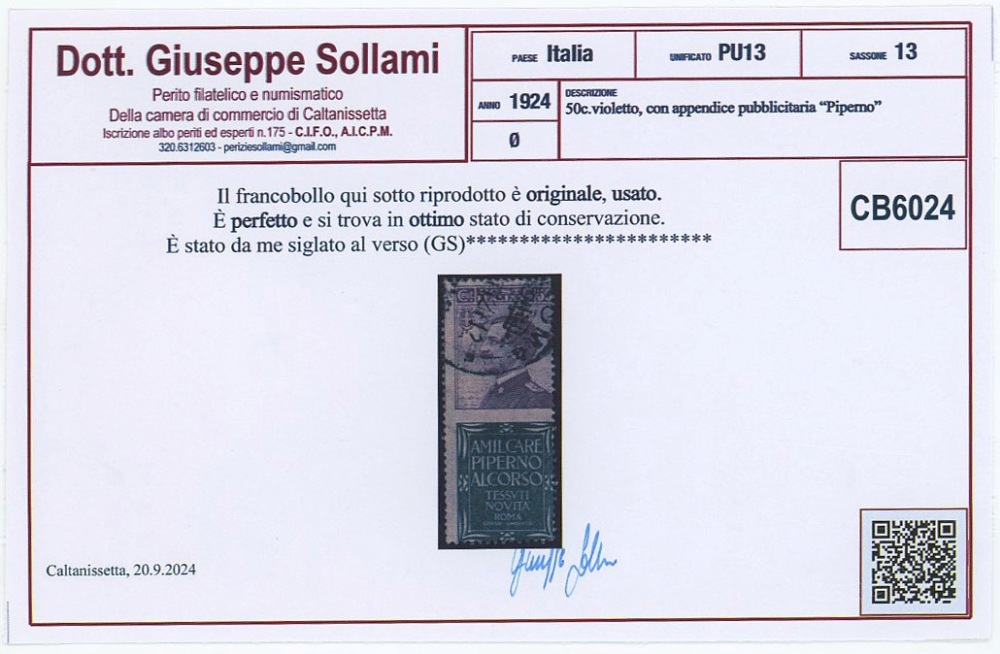 Dott. Giuseppe Sollami
Perito filatelico e numismatico
Della camera di commercio di Caltanissetta
Iscrizione albo periti ed esperti n.175 - C.I.F.O., A.I.C.P.M.
320.6312603 - periziesollami@gmail.com
PAESE Italia
UNIFICATO PU13
SASSONE 13
ANNO 1924
Ø
DESCRIZIONE
50c.violetto, con appendice pubblicitaria “Piperno”
CB6024
Il francobollo qui sotto riprodotto è originale, usato.
È perfetto e si trova in ottimo stato di conservazione.
È stato da me siglato al verso (GS)***********************
AMILCARE
PIPERNO
AL CORSO
TESSUTI
NOVITÀ
ROMA
Caltanissetta, 20.9.2024